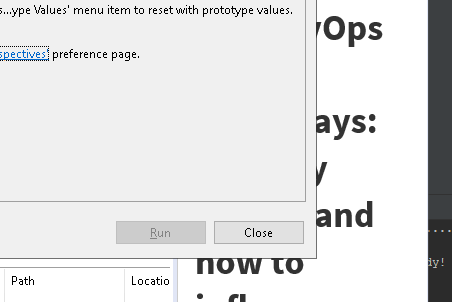 s...ype Values' menu item to reset with prototype values.
spectives' preference page.
Run
Close
Path
Locatio
vOps
ays:
y
and
how to
dy!